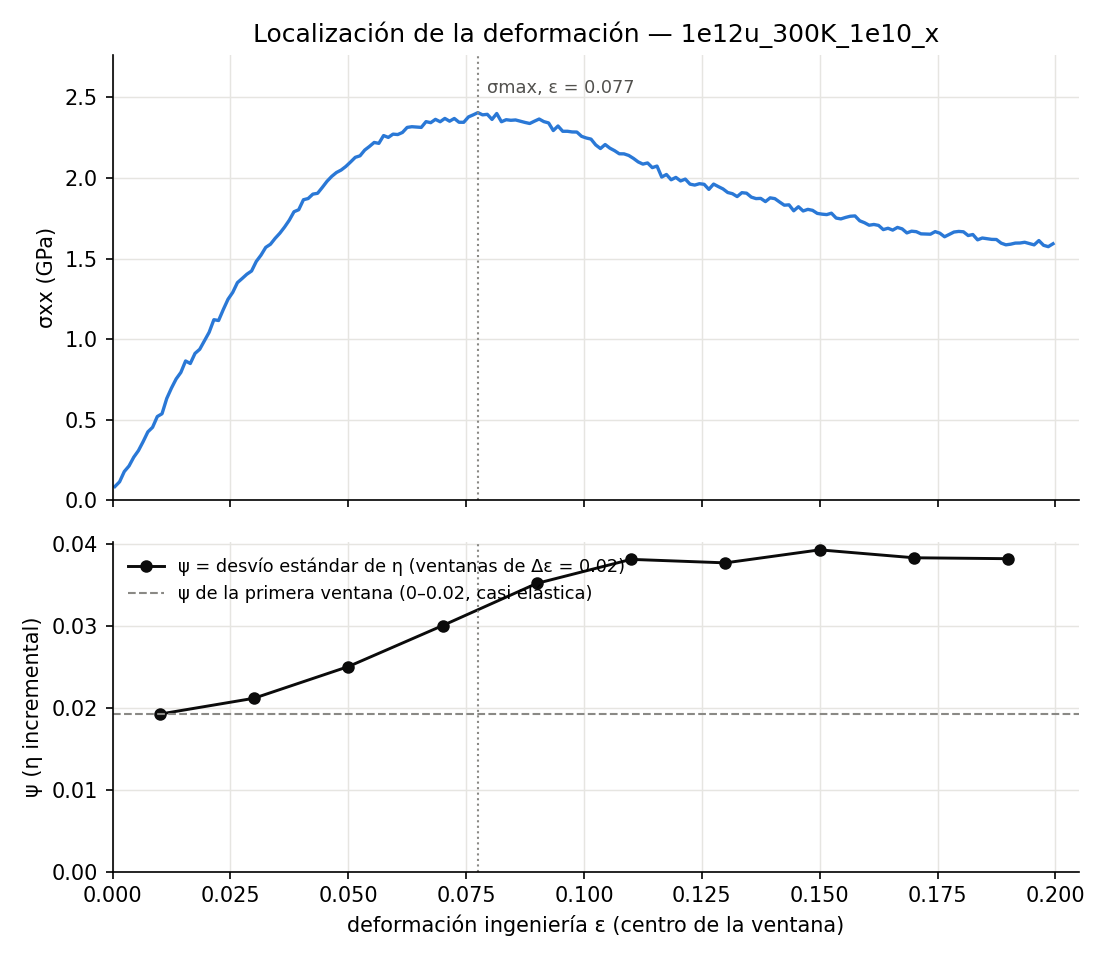 Localización de la deformación — 1e12u_300K_1e10_x
σmax, ε = 0.077
2.5
2.0
1.5
1.0
0.5
0.0
σxx (GPa)
ψ = desvío estándar de η (ventanas de Δε = 0.02)
ψ de la primera ventana (0–0.02, casi elástica)
0.04
0.03
0.02
0.01
0.00
ψ (η incremental)
0.000 0.025 0.050 0.075 0.100 0.125 0.150 0.175 0.200
deformación ingeniería ε (centro de la ventana)